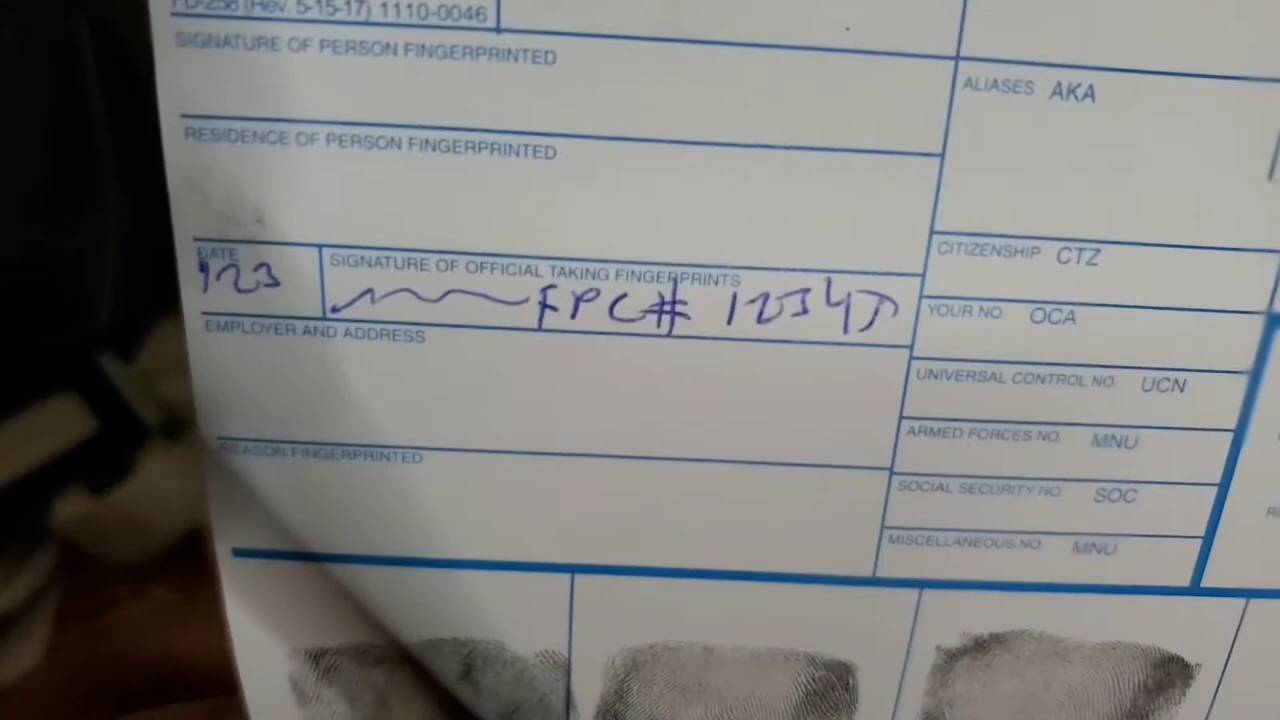 FD-258 (Rev. 5-15-17) 1110-0046
SIGNATURE OF PERSON FINGERPRINTED
ALIASES AKA
RESIDENCE OF PERSON FINGERPRINTED
CITIZENSHIP CTZ
DATE
123
SIGNATURE OF OFFICIAL TAKING FINGERPRINTS
FPC# 12345
YOUR NO. OCA
EMPLOYER AND ADDRESS
UNIVERSAL CONTROL NO. UCN
ARMED FORCES NO. MNU
REASON FINGERPRINTED
SOCIAL SECURITY NO. SOC
MISCELLANEOUS NO. MNU